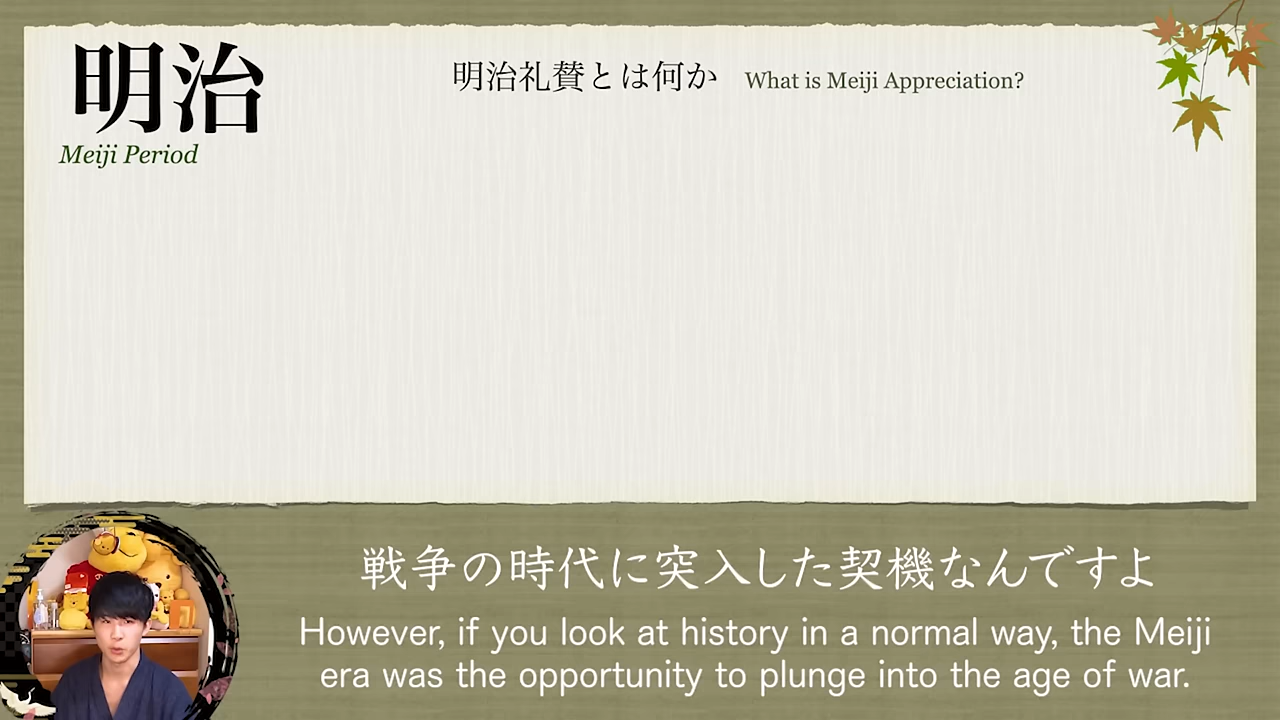 明治
Meiji Period
明治礼賛とは何か What is Meiji Appreciation?
戦争の時代に突入した契機なんですよ
However, if you look at history in a normal way, the Meiji
era was the opportunity to plunge into the age of war.